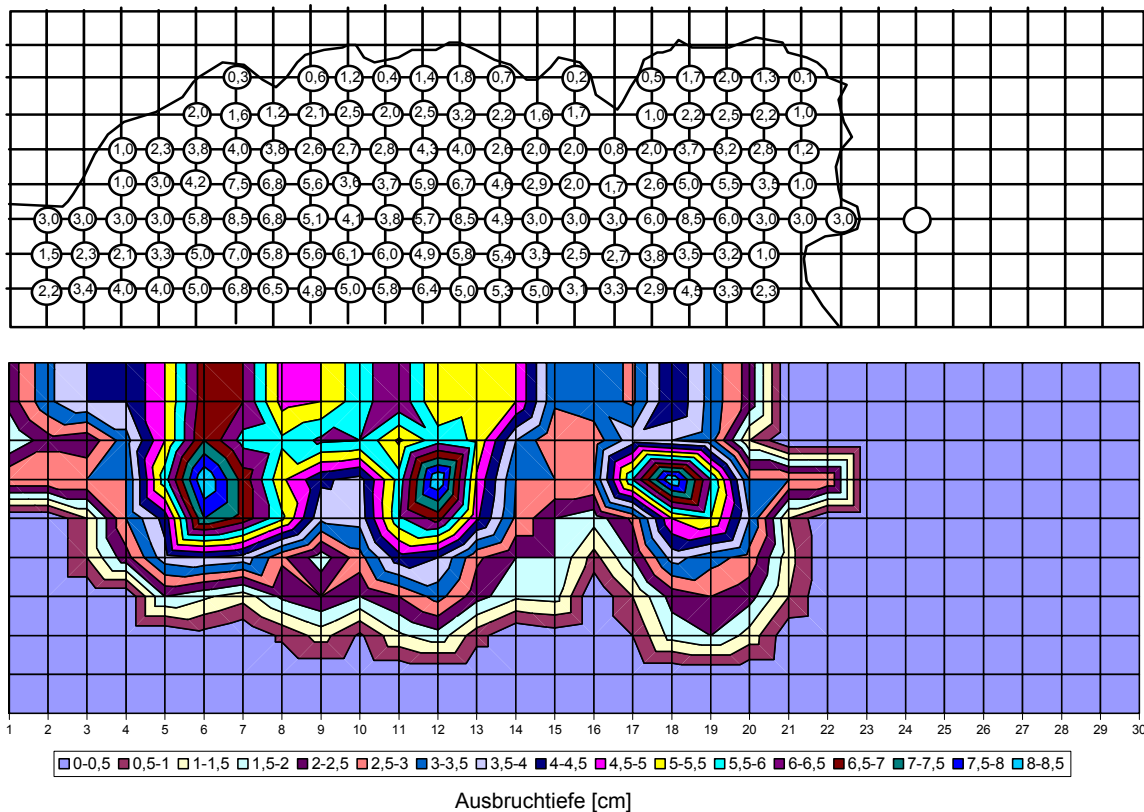 0,3 0,6 1,2 0,4 1,4 1,8 0,7 0,2 0,5 1,7 2,0 1,3 0,1
2,0 1,6 1,2 2,1 2,5 2,0 2,5 3,2 2,2 1,6 1,7 1,0 2,2 2,5 2,2 1,0
1,0 2,3 3,8 4,0 3,8 2,6 2,7 2,8 4,3 4,0 2,6 2,0 2,0 0,8 2,0 3,7 3,2 2,8 1,2
1,0 3,0 4,2 7,5 6,8 5,6 3,6 3,7 5,9 6,7 4,6 2,9 2,0 1,7 2,6 5,0 5,5 3,5 1,0
3,0 3,0 3,0 3,0 5,8 8,5 6,8 5,1 4,1 3,8 5,7 8,5 4,9 3,0 3,0 3,0 6,0 8,5 6,0 3,0 3,0 3,0
1,5 2,3 2,1 3,3 5,0 7,0 5,8 5,6 6,1 6,0 4,9 5,8 5,4 3,5 2,5 2,7 3,8 3,5 3,2 1,0
2,2 3,4 4,0 4,0 5,0 6,8 6,5 4,8 5,0 5,8 6,4 5,0 5,3 5,0 3,1 3,3 2,9 4,5 3,3 2,3
1 2 3 4 5 6 7 8 9 10 11 12 13 14 15 16 17 18 19 20 21 22 23 24 25 26 27 28 29 30
0-0,5 0,5-1 1-1,5 1,5-2 2-2,5 2,5-3 3-3,5 3,5-4 4-4,5 4,5-5 5-5,5 5,5-6 6-6,5 6,5-7 7-7,5 7,5-8 8-8,5
Ausbruchtiefe [cm]